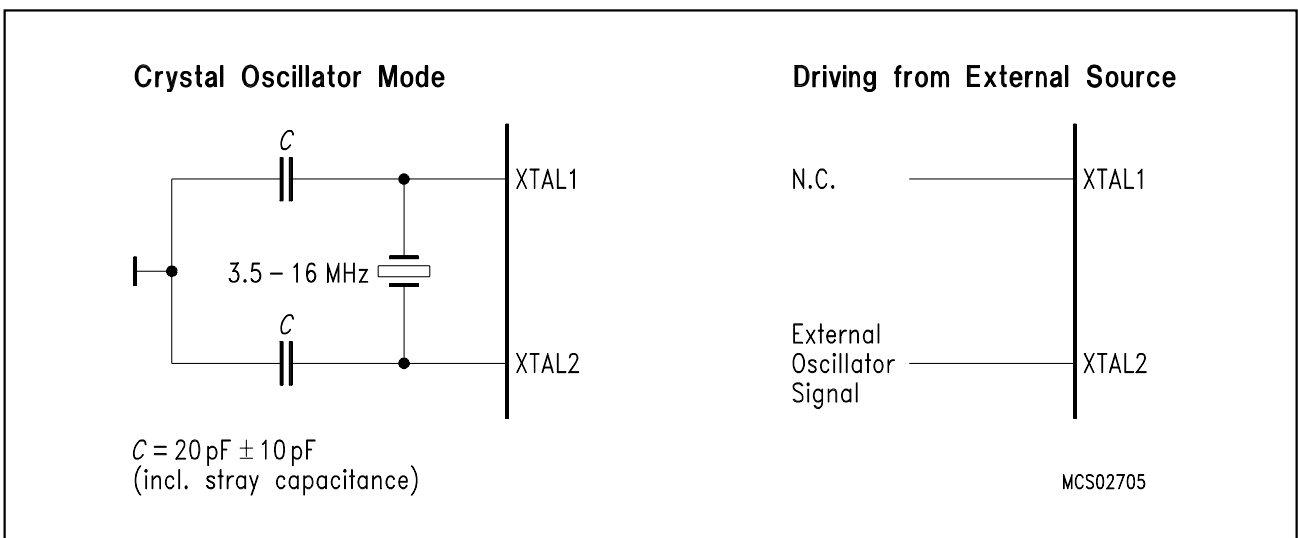 Crystal Oscillator Mode
C
XTAL1
3.5 – 16 MHz
C
XTAL2
C = 20 pF ± 10 pF
(incl. stray capacitance)
Driving from External Source
N.C.
XTAL1
External
Oscillator
Signal
XTAL2
MCS02705